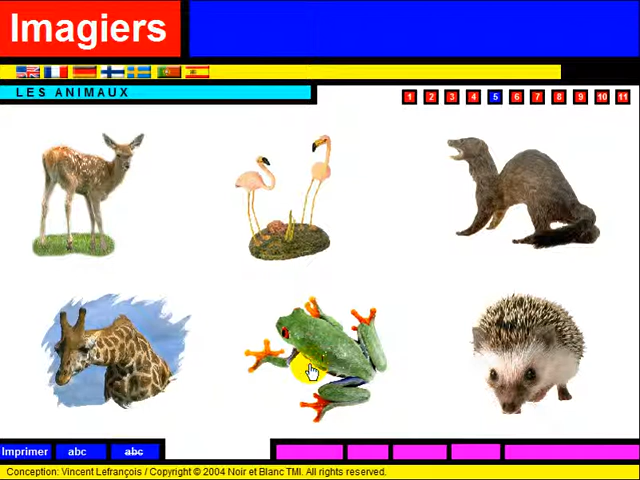 Imagiers
LES ANIMAUX
1 2 3 4 5 6 7 8 9 10 11
Imprimer abc abc
Conception: Vincent Lefrançois / Copyright © 2004 Noir et Blanc TMI. All rights reserved.